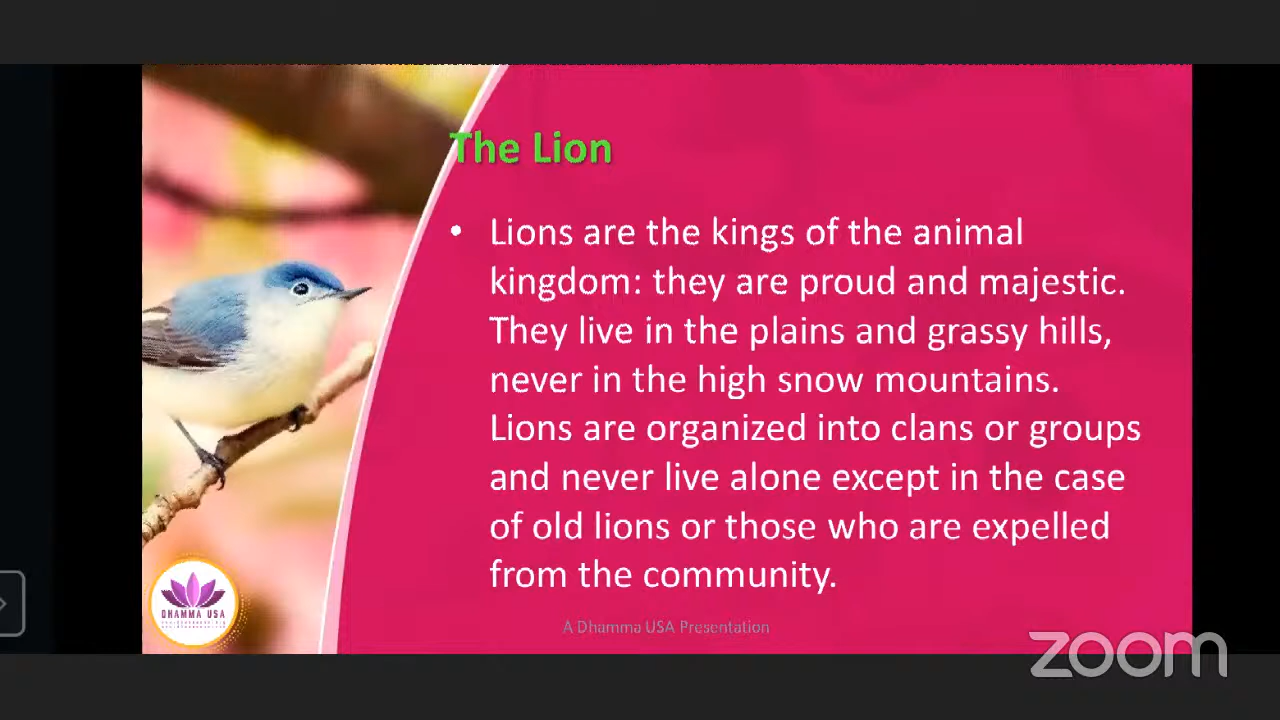 The Lion
• Lions are the kings of the animal
kingdom: they are proud and majestic.
They live in the plains and grassy hills,
never in the high snow mountains.
Lions are organized into clans or groups
and never live alone except in the case
of old lions or those who are expelled
from the community.
DHAMMA USA
A Dhamma USA Presentation
zoom